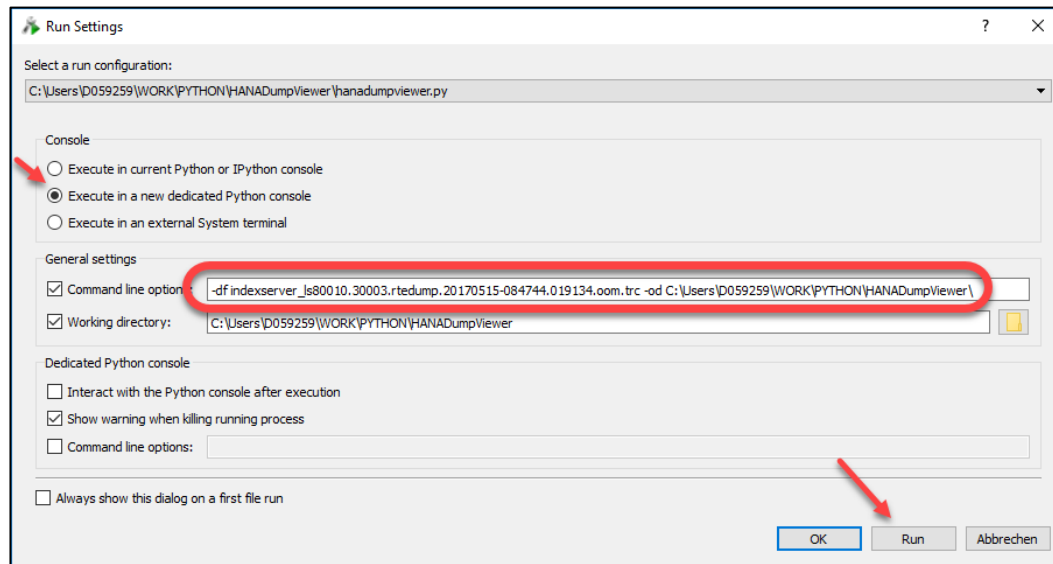 Run Settings
?
Select a run configuration:
C:\Users\D059259\WORK\PYTHON\HANADumpViewer\hanadumpviewer.py
Console
Execute in current Python or IPython console
Execute in a new dedicated Python console
Execute in an external System terminal
General settings
Command line options: -df indexserver_ls80010.30003.rtedump.20170515-084744.019134.oom.trc -od C:\Users\D059259\WORK\PYTHON\HANADumpViewer\
Working directory: C:\Users\D059259\WORK\PYTHON\HANADumpViewer
Dedicated Python console
Interact with the Python console after execution
Show warning when killing running process
Command line options:
Always show this dialog on a first file run
OK Run Abbrechen